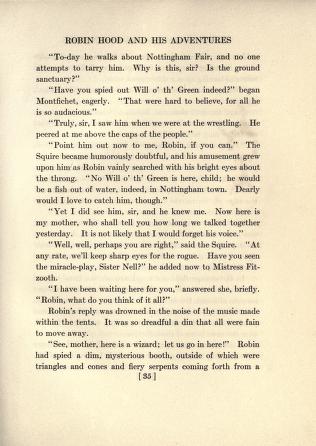 ROBIN HOOD AND HIS ADVENTURES
"To-day he walks about Nottingham Fair, and no one
attempts to tarry him. Why is this, sir? Is the ground
sanctuary?"
"Have you spied out Will o' th' Green indeed?" began
Montfichet, eagerly. "That were hard to believe, for all he
is so audacious."
"Truly, sir, I saw him when we were at the wrestling. He
peered at me above the caps of the people."
"Point him out now to me, Robin, if you can." The
Squire became humorously doubtful, and his amusement grew
upon him as Robin vainly searched with his bright eyes about
the throng. "No Will o' th' Green is here, child; he would
be a fish out of water, indeed, in Nottingham town. Dearly
would I love to catch him, though."
"Yet I did see him, sir, and he knew me. Now here is
my mother, who shall tell you how long we talked together
yesterday. It is not likely that I would forget his voice."
"Well, well, perhaps you are right," said the Squire. "At
any rate, we'll keep sharp eyes for the rogue. Have you seen
the miracle-play, Sister Nell?" he added now to Mistress Fit-
zooth.
"I have been waiting here for you," answered she, briefly.
"Robin, what do you think of it all?"
Robin's reply was drowned in the noise of the music made
within the tents. It was so dreadful a din that all were fain
to move away.
"See, mother, here is a wizard; let us go in here!" Robin
had spied a dim, mysterious booth, outside of which were
triangles and cones and fiery serpents coming forth from a
[ 35 ]